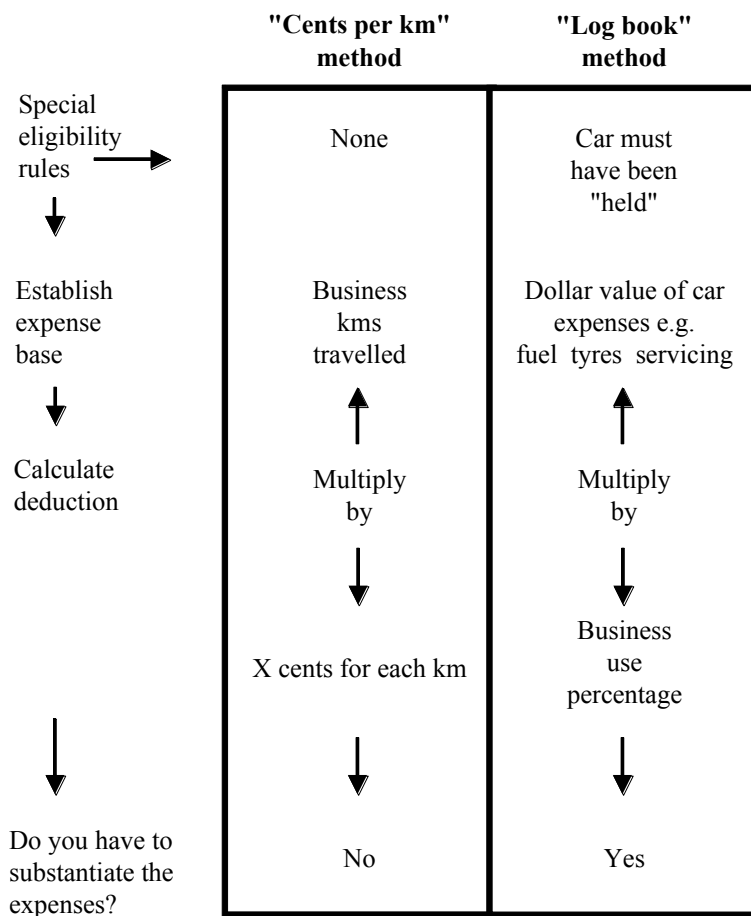 "Cents per km"
method
"Log book"
method
Special
eligibility
rules
None
Car must
have been
"held"
Establish
expense
base
Business
kms
travelled
Dollar value of car
expenses e.g.
fuel tyres servicing
Calculate
deduction
Multiply
by
Multiply
by
X cents for each km
Business
use
percentage
Do you have to
substantiate the
expenses?
No
Yes